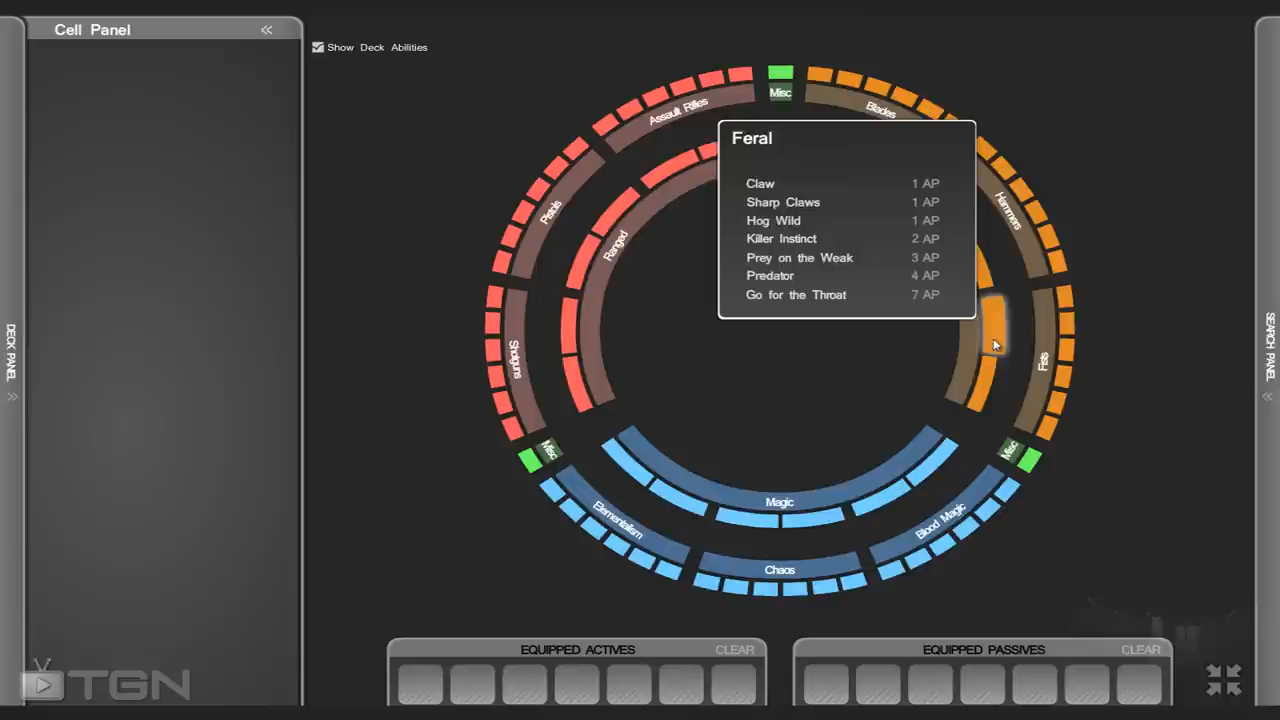 Cell Panel
Show Deck Abilities
Misc
Assault Rifles
Blades
Feral
Claw 1 AP
Sharp Claws 1 AP
Hog Wild 1 AP
Killer Instinct 2 AP
Prey on the Weak 3 AP
Predator 4 AP
Go for the Throat 7 AP
Pistols
Ranged
Hammers
DECK PANEL
SEARCH PANEL
Shotguns
Fists
Misc
Misc
Magic
Elementalism
Blood Magic
Chaos
EQUIPPED ACTIVES CLEAR
EQUIPPED PASSIVES CLEAR
TGN